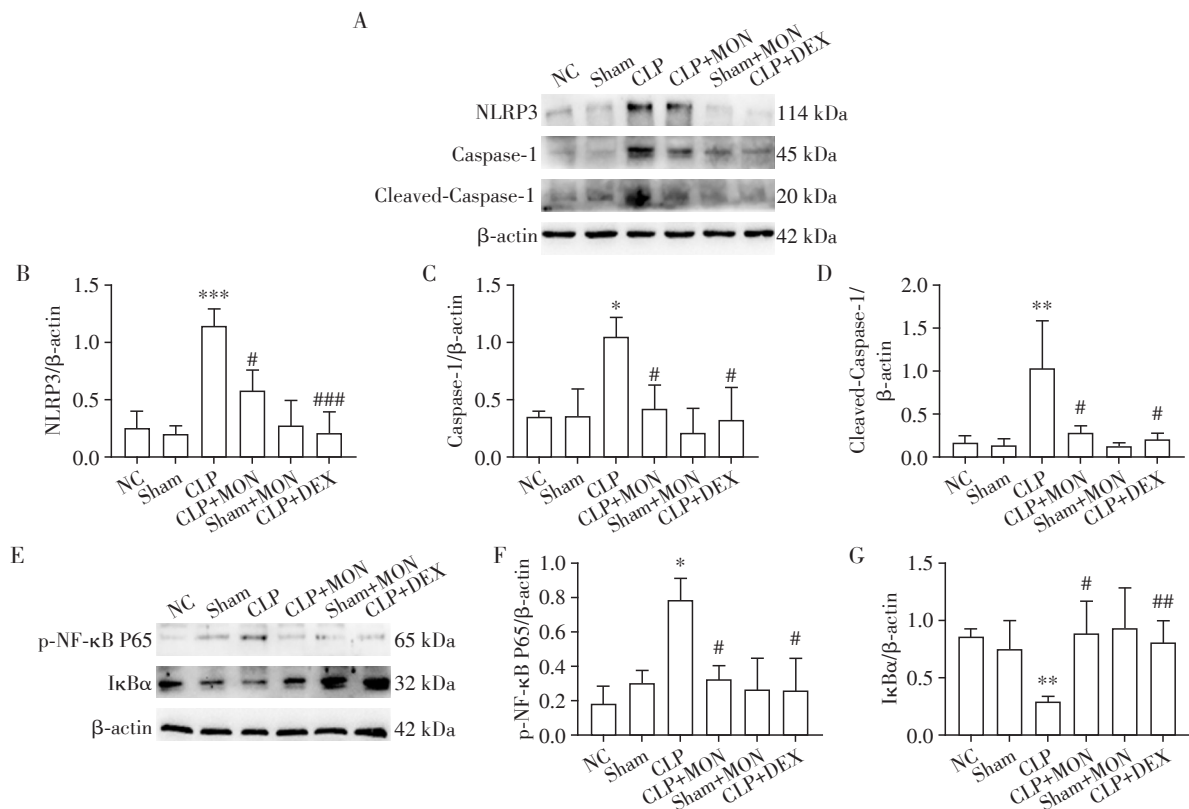 A
NC Sham CLP CLP+MON Sham+MON CLP+DEX
NLRP3 114 kDa
Caspase-1 45 kDa
Cleaved-Caspase-1 20 kDa
β-actin 42 kDa
B
NLRP3/β-actin
1.5
1.0
0.5
0.0
***
#
###
NC Sham CLP CLP+MON Sham+MON CLP+DEX
C
Caspase-1/β-actin
1.5
1.0
0.5
0.0
*
#
#
NC Sham CLP CLP+MON Sham+MON CLP+DEX
D
Cleaved-Caspase-1/
β-actin
2.0
1.5
1.0
0.5
0.0
**
#
#
NC Sham CLP CLP+MON Sham+MON CLP+DEX
E
NC Sham CLP CLP+MON Sham+MON CLP+DEX
p-NF-κB P65 65 kDa
IκBα 32 kDa
β-actin 42 kDa
F
p-NF-κB P65/β-actin
0.8
0.6
0.4
0.2
0.0
*
#
#
NC Sham CLP CLP+MON Sham+MON CLP+DEX
G
IκBα/β-actin
1.5
1.0
0.5
0.0
**
#
##
NC Sham CLP CLP+MON Sham+MON CLP+DEX